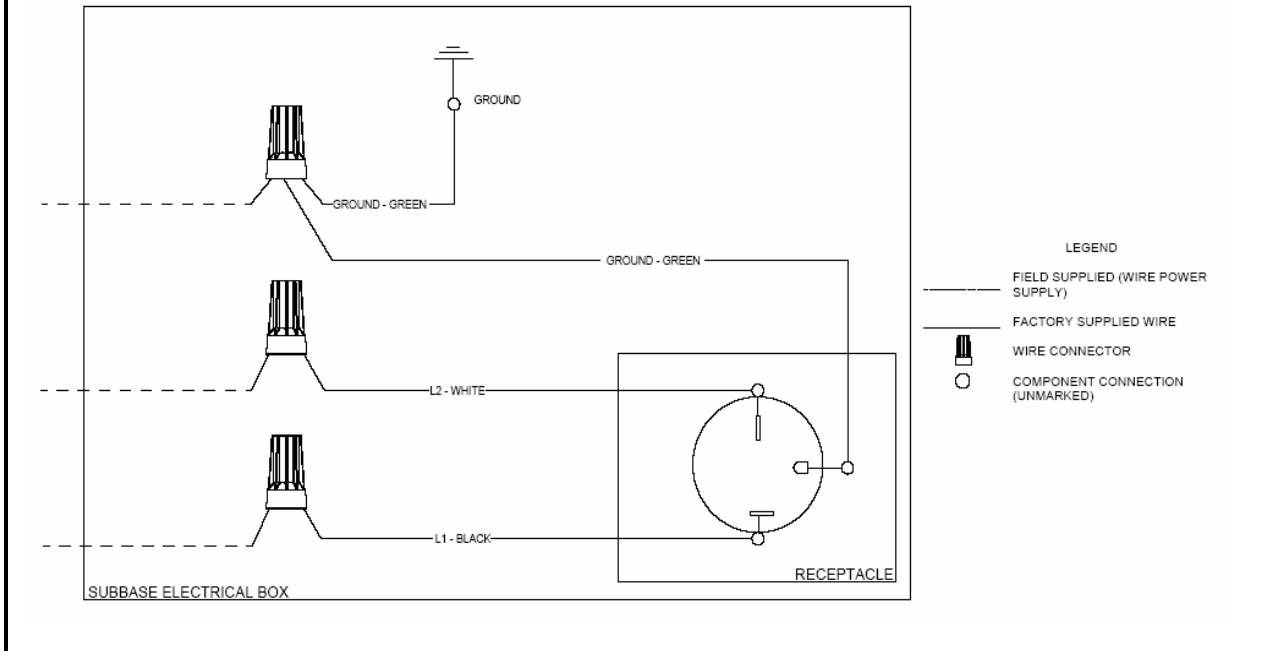 GROUND
GROUND - GREEN
GROUND - GREEN
L2 - WHITE
L1 - BLACK
RECEPTACLE
SUBBASE ELECTRICAL BOX
LEGEND
FIELD SUPPLIED (WIRE POWER
SUPPLY)
FACTORY SUPPLIED WIRE
WIRE CONNECTOR
COMPONENT CONNECTION
(UNMARKED)